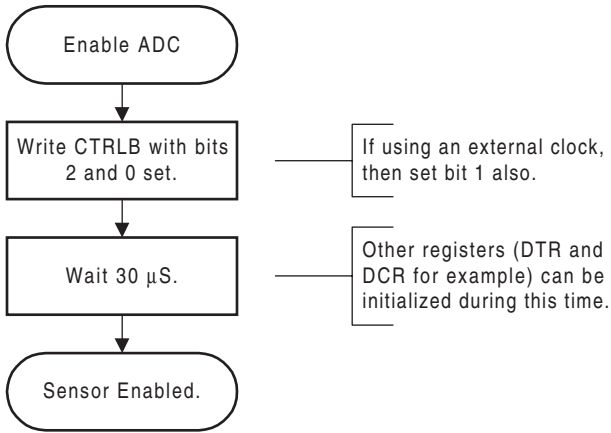 Enable ADC
Write CTRLB with bits
2 and 0 set.
If using an external clock,
then set bit 1 also.
Wait 30 μS.
Other registers (DTR and
DCR for example) can be
initialized during this time.
Sensor Enabled.